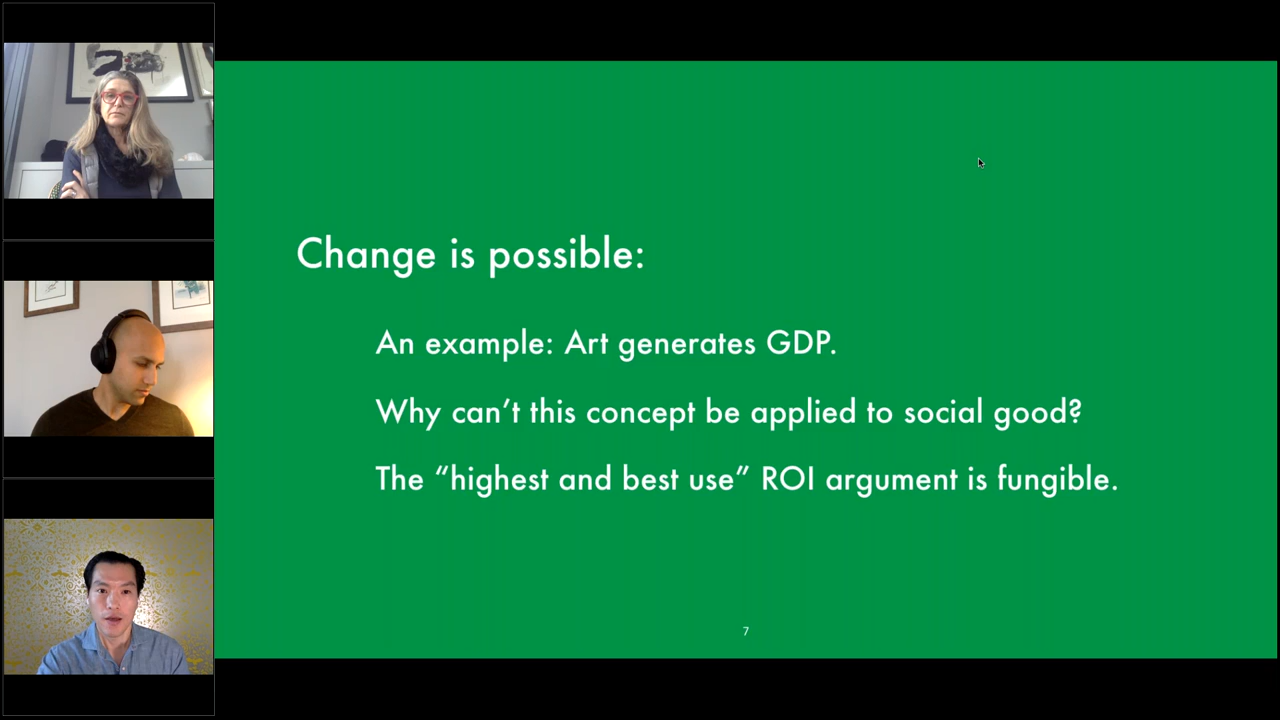 Change is possible:
An example: Art generates GDP.
Why can’t this concept be applied to social good?
The “highest and best use” ROI argument is fungible.
7